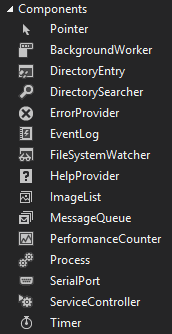 Components
Pointer
BackgroundWorker
DirectoryEntry
DirectorySearcher
ErrorProvider
EventLog
FileSystemWatcher
HelpProvider
ImageList
MessageQueue
PerformanceCounter
Process
SerialPort
ServiceController
Timer